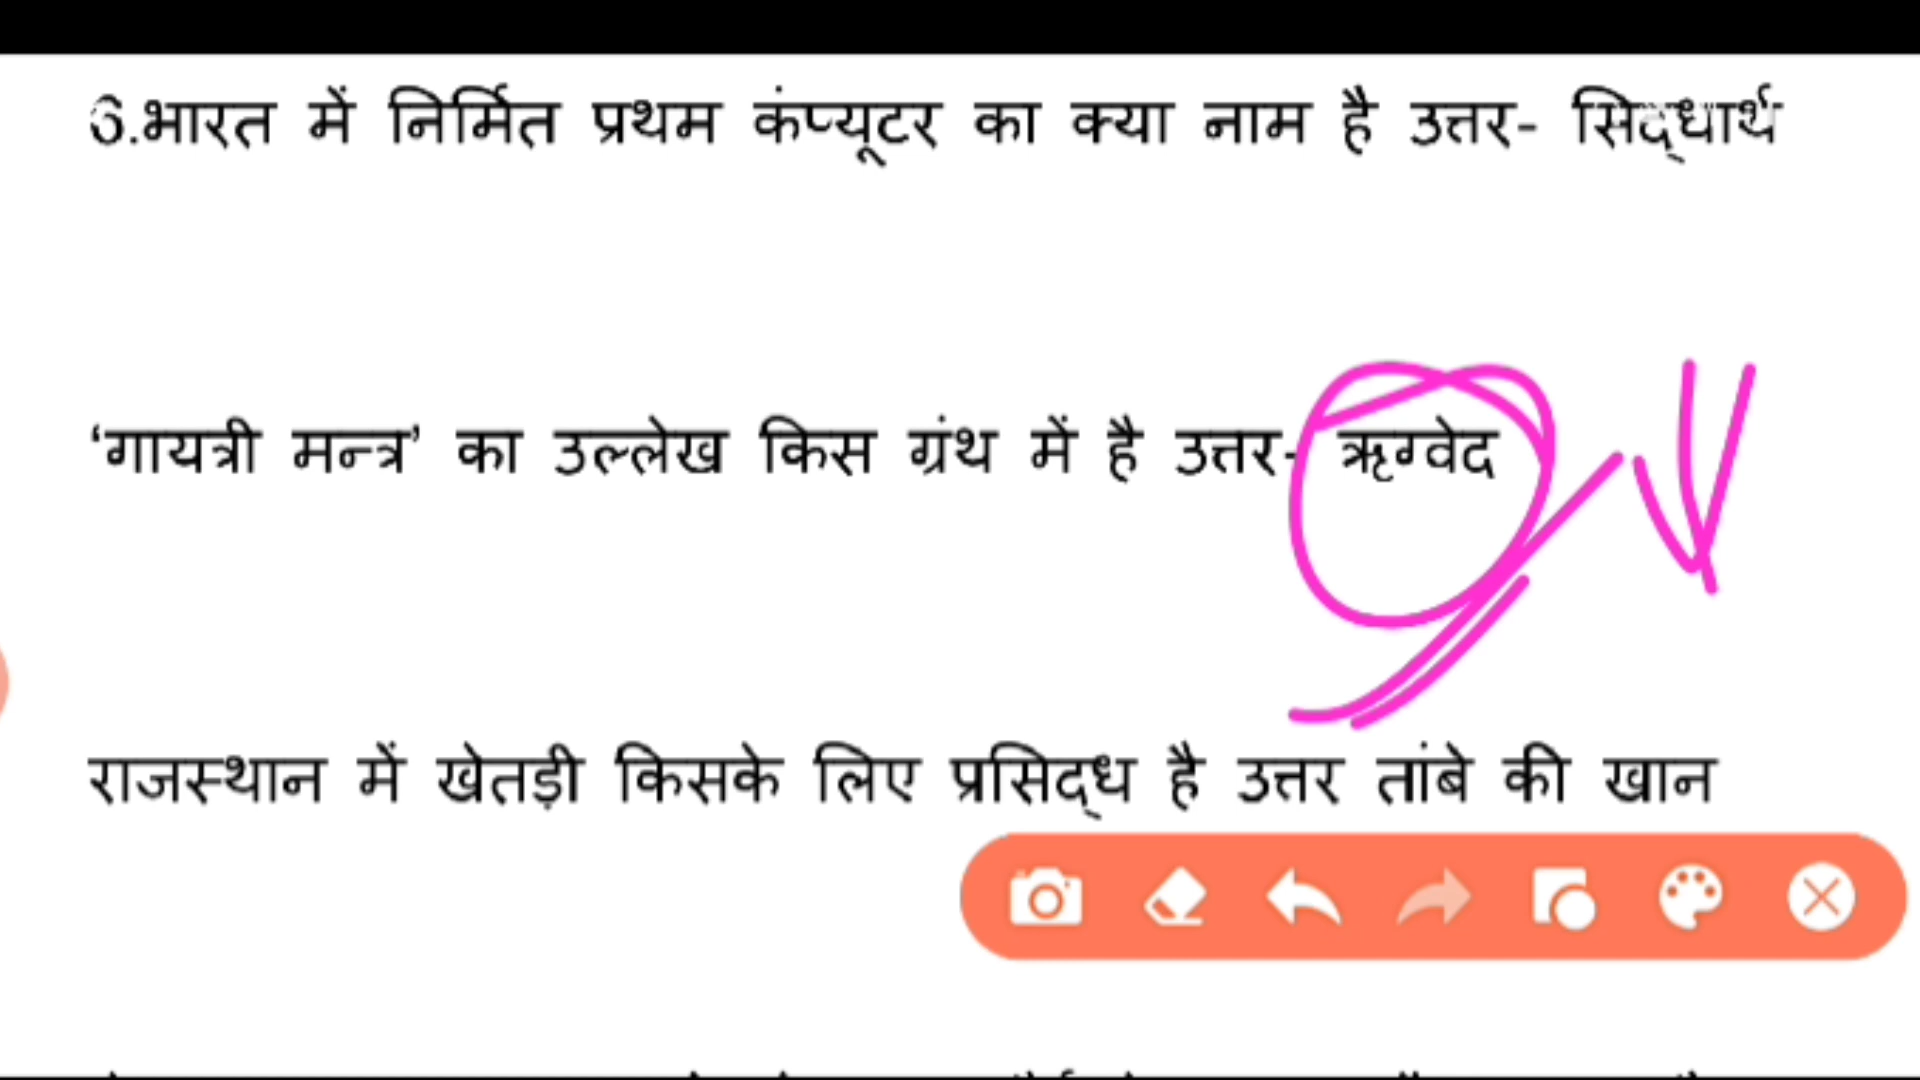 6.भारत में निर्मित प्रथम कंप्यूटर का क्या नाम है उत्तर- सिद्धार्थ
‘गायत्री मन्त्र’ का उल्लेख किस ग्रंथ में है उत्तर- ऋग्वेद
राजस्थान में खेतड़ी किसके लिए प्रसिद्ध है उत्तर तांबे की खान